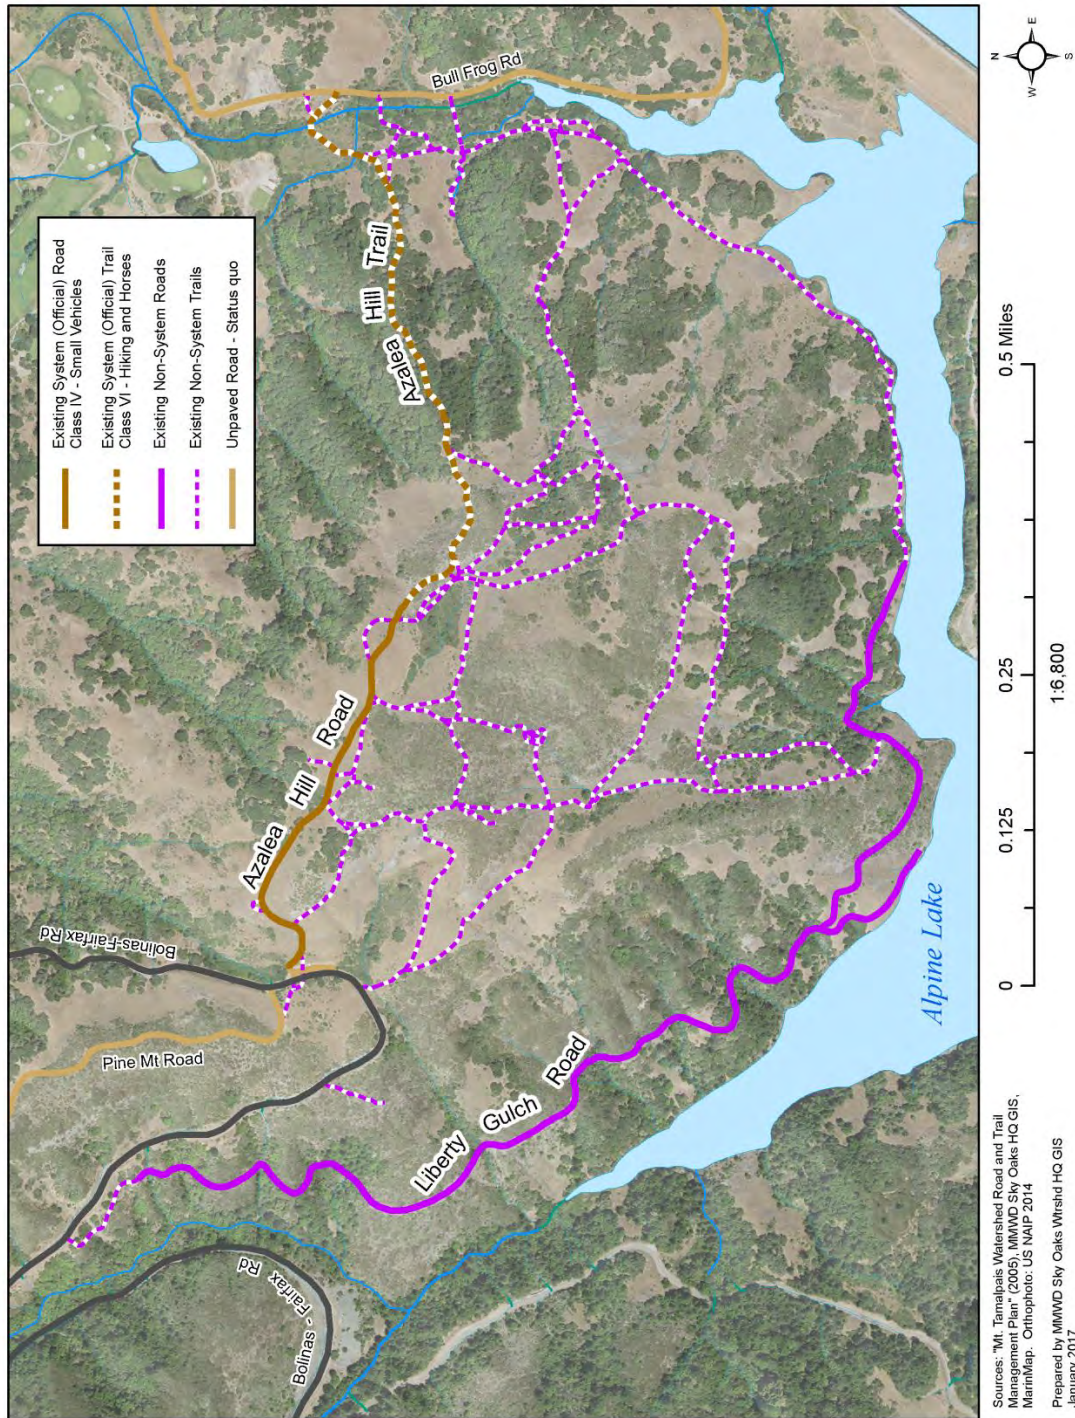 Existing System (Official) Road
Class IV - Small Vehicles
Existing System (Official) Trail
Class VI - Hiking and Horses
Existing Non-System Roads
Existing Non-System Trails
Unpaved Road - Status quo
Bolinas-Fairfax Rd
Pine Mt Road
Bolinas - Fairfax Rd
Azalea Hill Road
Azalea Hill Trail
Bull Frog Rd
Liberty Gulch Road
Alpine Lake
N
W
E
S
0 0.125 0.25 0.5 Miles
1:6,800
Sources: "Mt. Tamalpais Watershed Road and Trail
Management Plan" (2005), MMWD Sky Oaks HQ GIS,
MarinMap. Orthophoto: US NAIP 2014
Prepared by MMWD Sky Oaks Wtrshd HQ GIS
January 2017